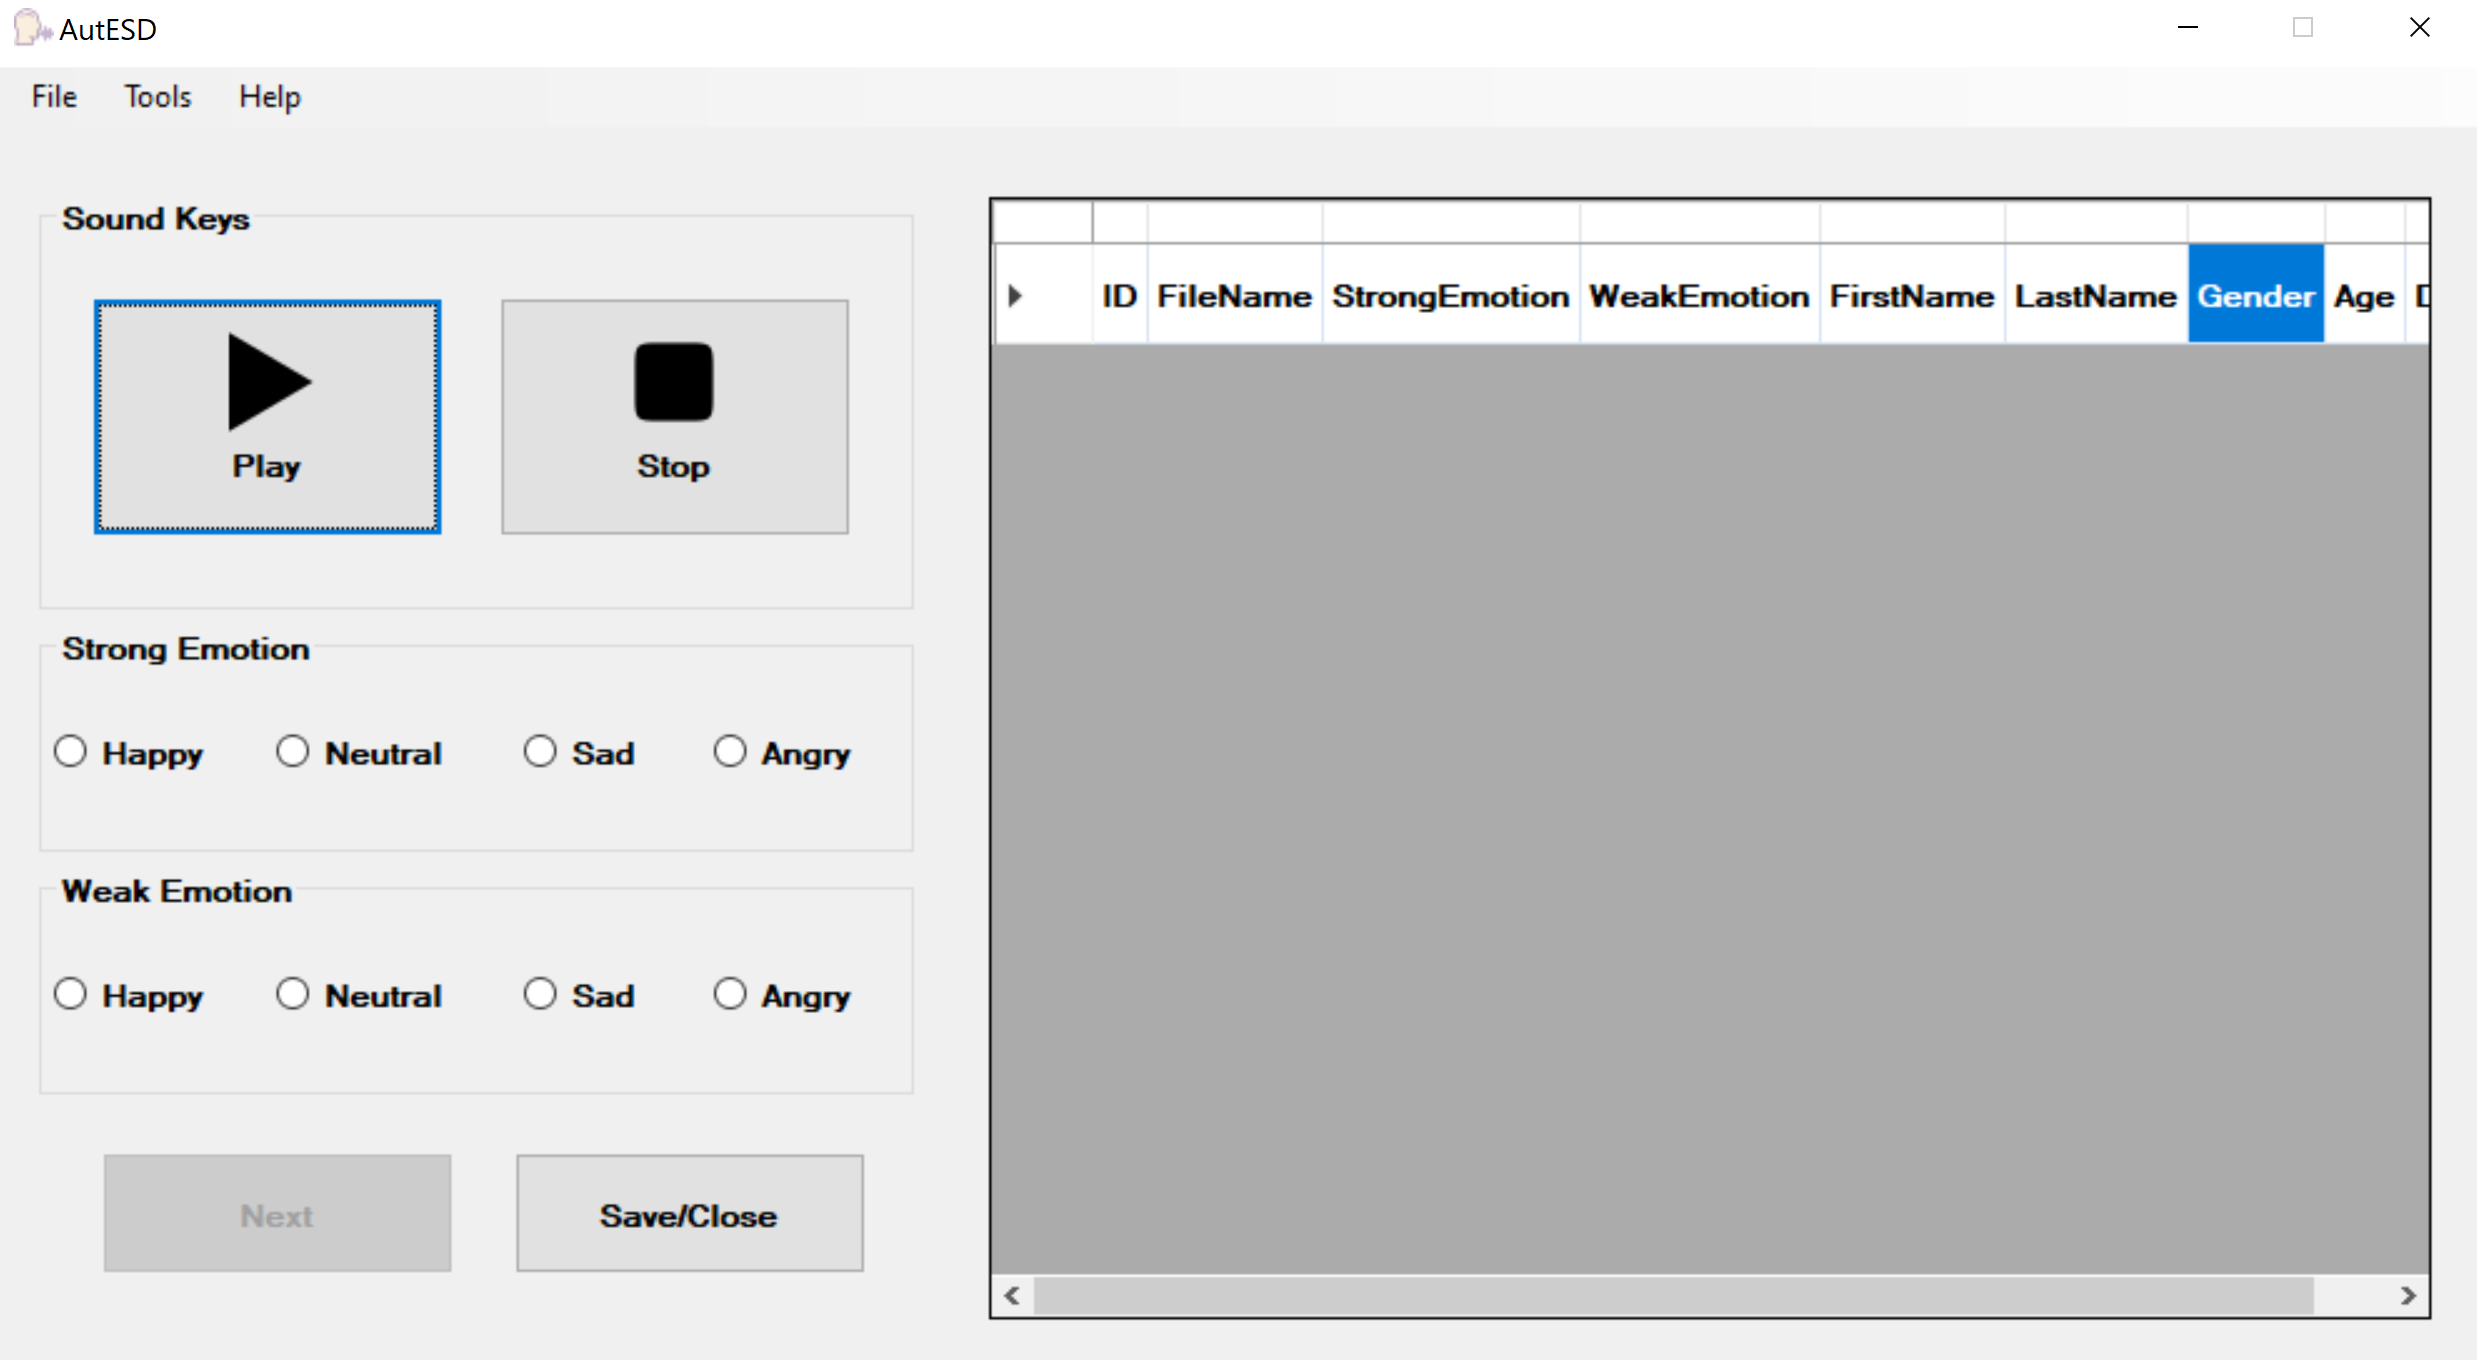 AutESD
File Tools Help
Sound Keys
Play Stop
Strong Emotion
Happy Neutral Sad Angry
Weak Emotion
Happy Neutral Sad Angry
Next Save/Close
ID FileName StrongEmotion WeakEmotion FirstName LastName Gender Age